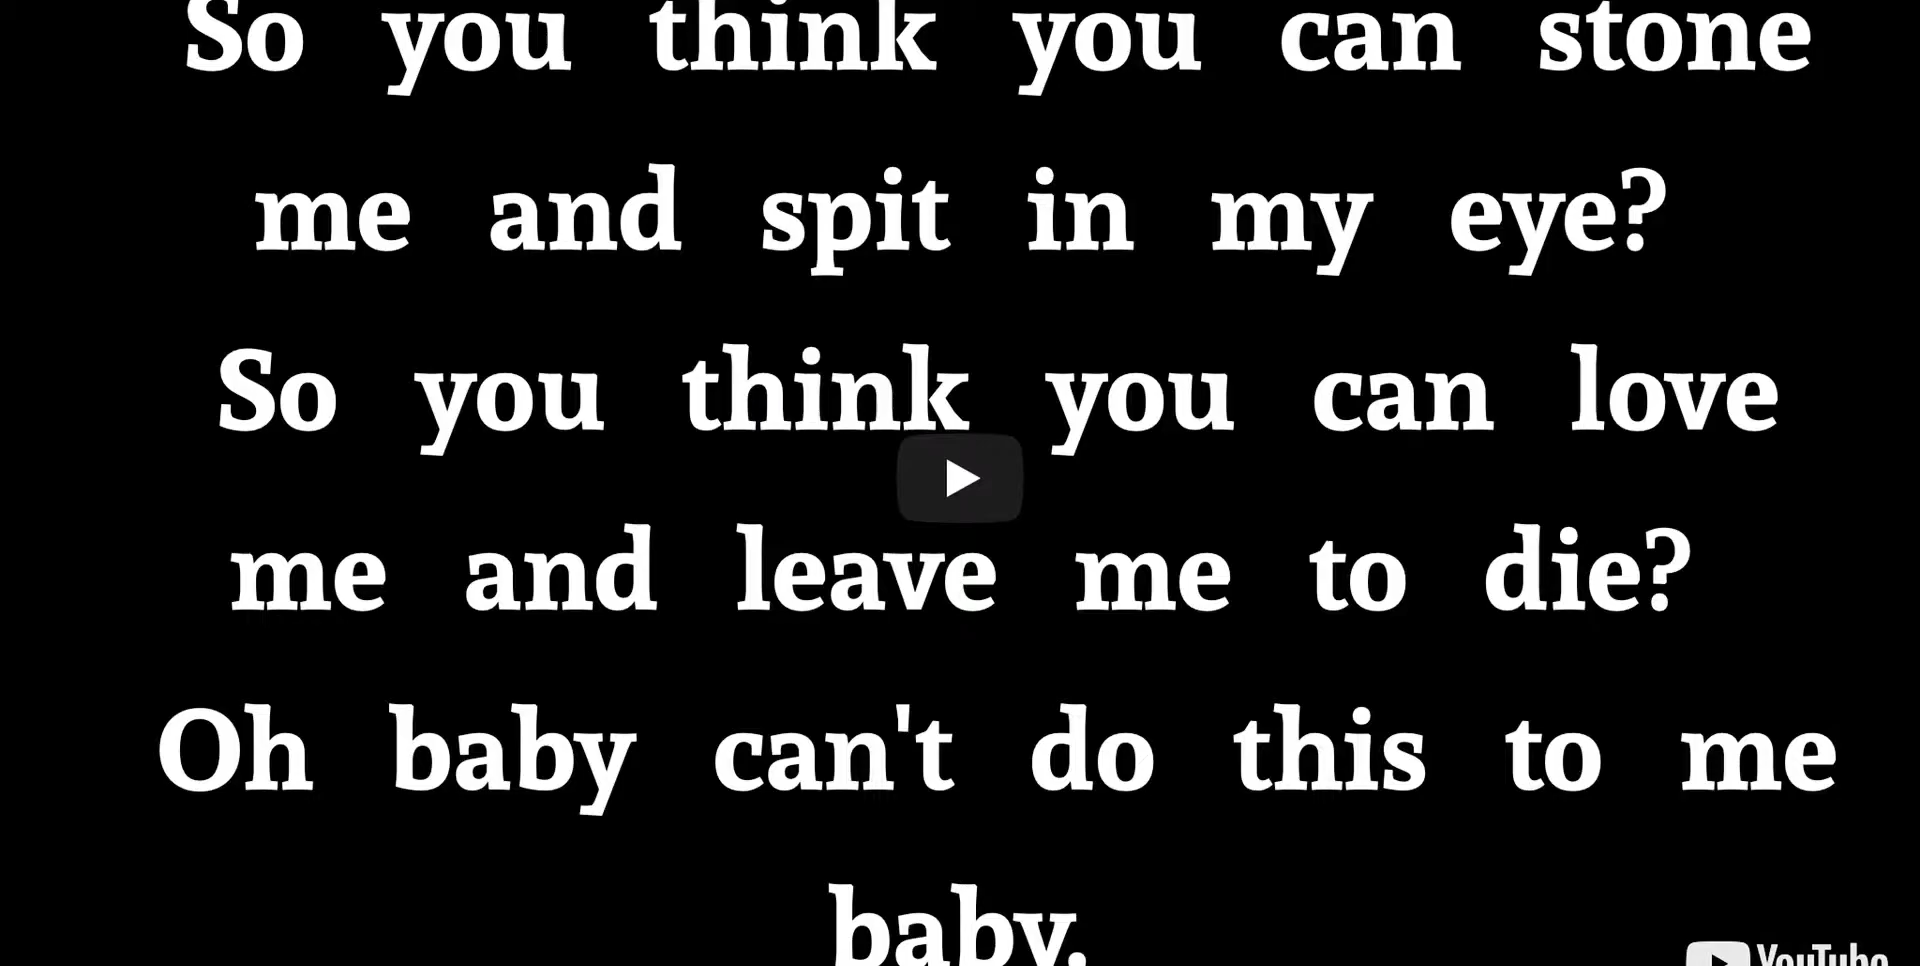 So you think you can stone
me and spit in my eye?
So you think you can love
me and leave me to die?
Oh baby can't do this to me
baby.
YouTube